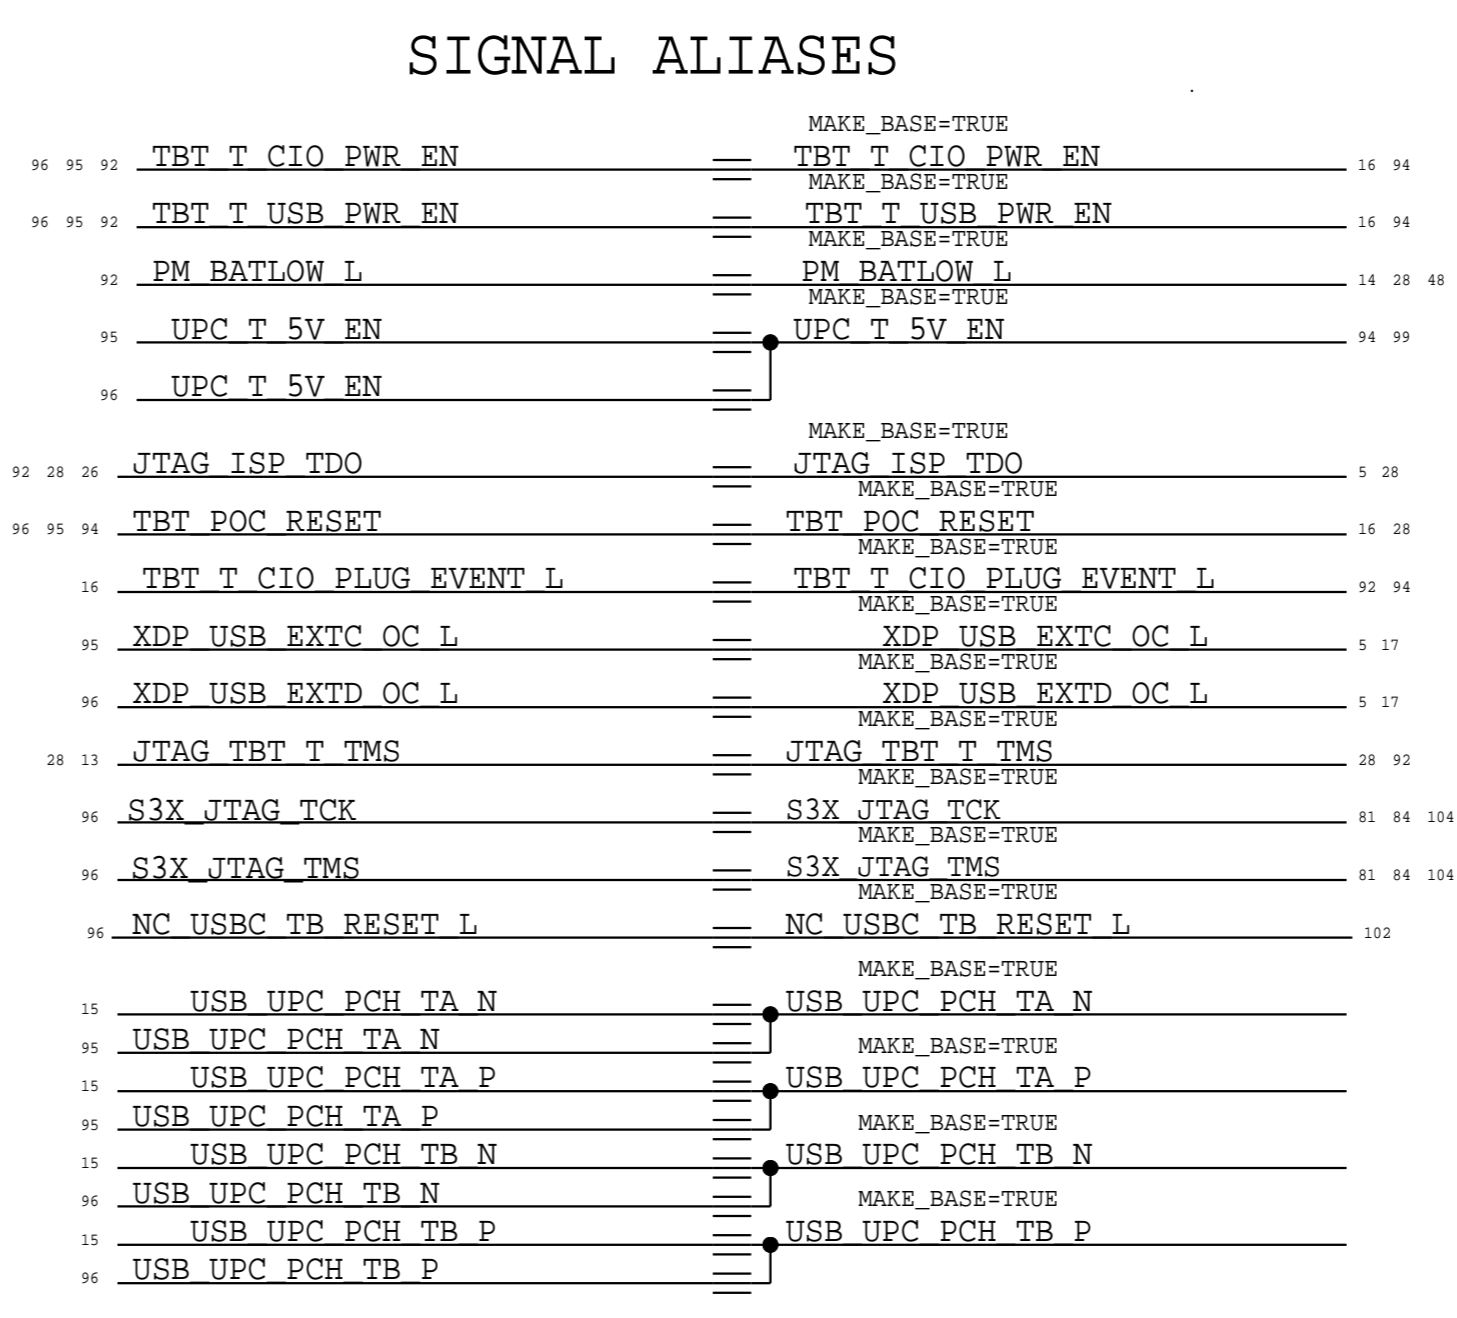 SIGNAL ALIASES
MAKE_BASE=TRUE
96 95 92 TBT_T_CIO_PWR_EN TBT_T_CIO_PWR_EN 16 94
MAKE_BASE=TRUE
96 95 92 TBT_T_USB_PWR_EN TBT_T_USB_PWR_EN 16 94
MAKE_BASE=TRUE
92 PM_BATLOW_L PM_BATLOW_L 14 28 48
MAKE_BASE=TRUE
95 UPC_T_5V_EN UPC_T_5V_EN 94 99
96 UPC_T_5V_EN
MAKE_BASE=TRUE
92 28 26 JTAG_ISP_TDO JTAG_ISP_TDO 5 28
MAKE_BASE=TRUE
96 95 94 TBT_POC_RESET TBT_POC_RESET 16 28
MAKE_BASE=TRUE
16 TBT_T_CIO_PLUG_EVENT_L TBT_T_CIO_PLUG_EVENT_L 92 94
MAKE_BASE=TRUE
95 XDP_USB_EXTC_OC_L XDP_USB_EXTC_OC_L 5 17
MAKE_BASE=TRUE
96 XDP_USB_EXTD_OC_L XDP_USB_EXTD_OC_L 5 17
MAKE_BASE=TRUE
28 13 JTAG_TBT_T_TMS JTAG_TBT_T_TMS 28 92
MAKE_BASE=TRUE
96 S3X_JTAG_TCK S3X_JTAG_TCK 81 84 104
MAKE_BASE=TRUE
96 S3X_JTAG_TMS S3X_JTAG_TMS 81 84 104
MAKE_BASE=TRUE
96 NC_USBC_TB_RESET_L NC_USBC_TB_RESET_L 102
MAKE_BASE=TRUE
15 USB_UPC_PCH_TA_N USB_UPC_PCH_TA_N
95 USB_UPC_PCH_TA_N
MAKE_BASE=TRUE
15 USB_UPC_PCH_TA_P USB_UPC_PCH_TA_P
95 USB_UPC_PCH_TA_P
MAKE_BASE=TRUE
15 USB_UPC_PCH_TB_N USB_UPC_PCH_TB_N
96 USB_UPC_PCH_TB_N
MAKE_BASE=TRUE
15 USB_UPC_PCH_TB_P USB_UPC_PCH_TB_P
96 USB_UPC_PCH_TB_P